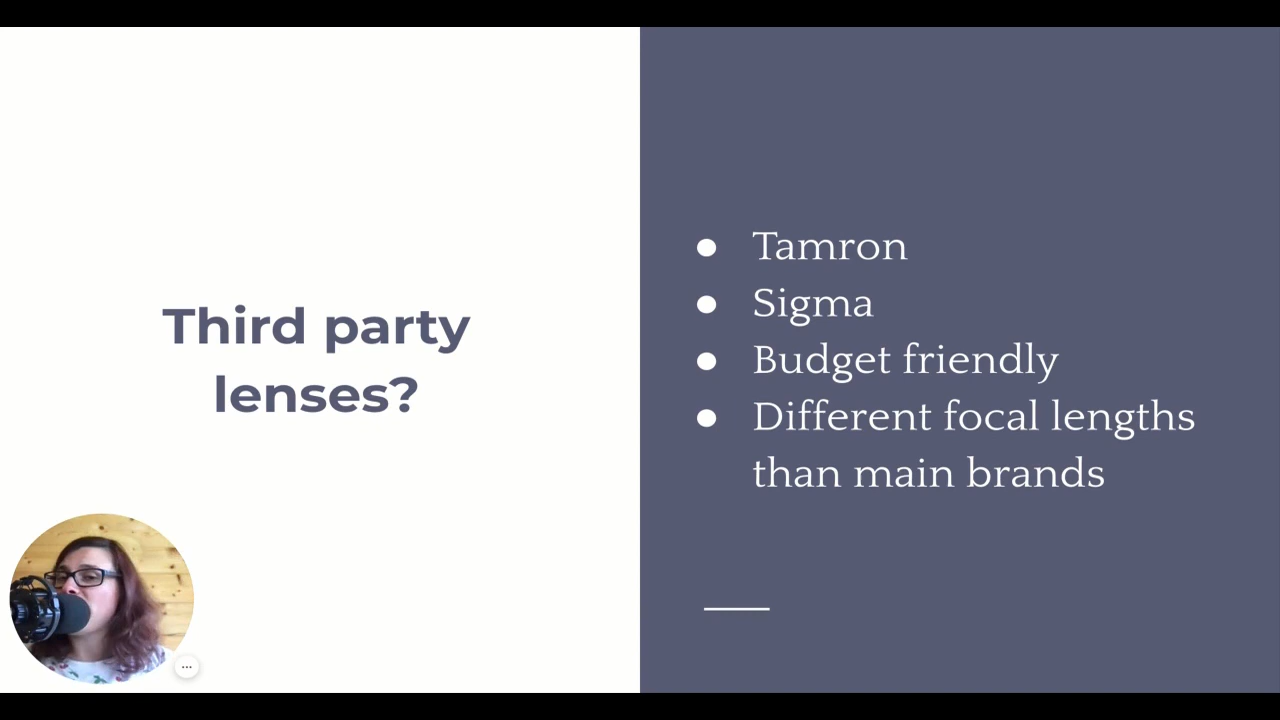 Third party
lenses?
● Tamron
● Sigma
● Budget friendly
● Different focal lengths
than main brands